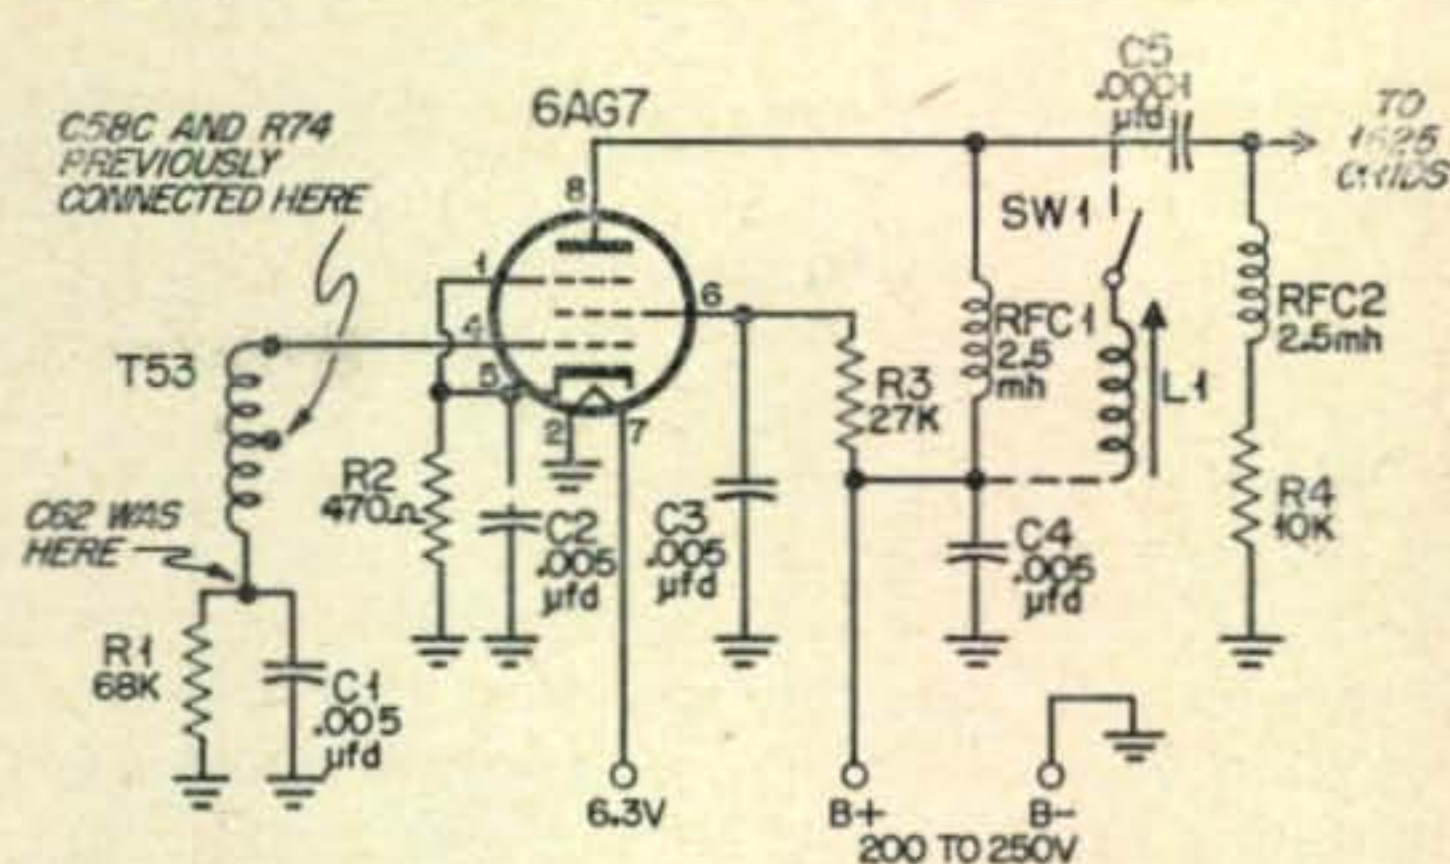 6AG7
C58C AND R74
PREVIOUSLY
CONNECTED HERE
C5
.0001
µfd
TO
1625
GRIDS
8
1
4
5
2
7
6
SW1
T53
RFC1
2.5
mh
L1
RFC2
2.5mh
R3
27K
R2
470Ω
C2
.005
µfd
C3
.005
µfd
C4
.005
µfd
R4
10K
C62 WAS
HERE
R1
68K
C1
.005
µfd
6.3V
B+
B-
200 TO 250V